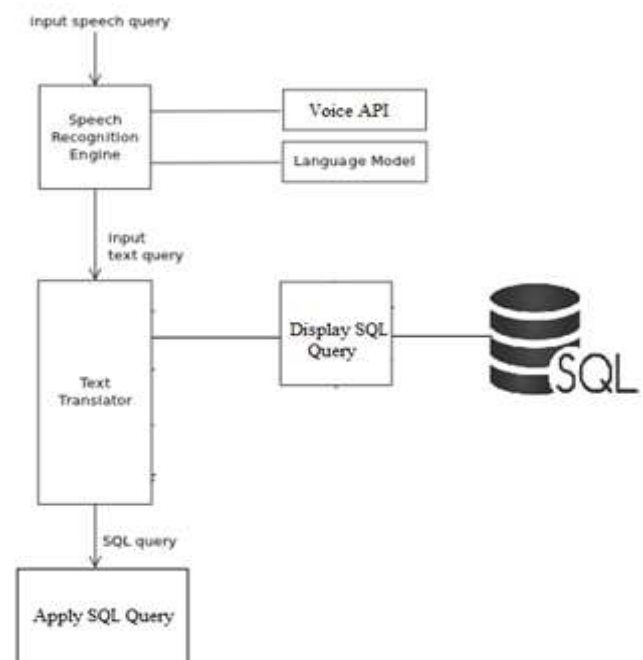 input speech query
Speech
Recognition
Engine
Voice API
Language Model
input
text query
Display SQL
Query
SQL
Text
Translator
SQL query
Apply SQL Query